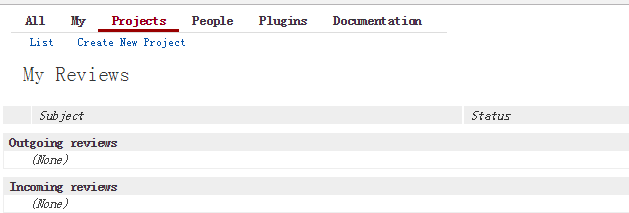 All My Projects People Plugins Documentation
List Create New Project
My Reviews
Subject Status
Outgoing reviews
(None)
Incoming reviews
(None)